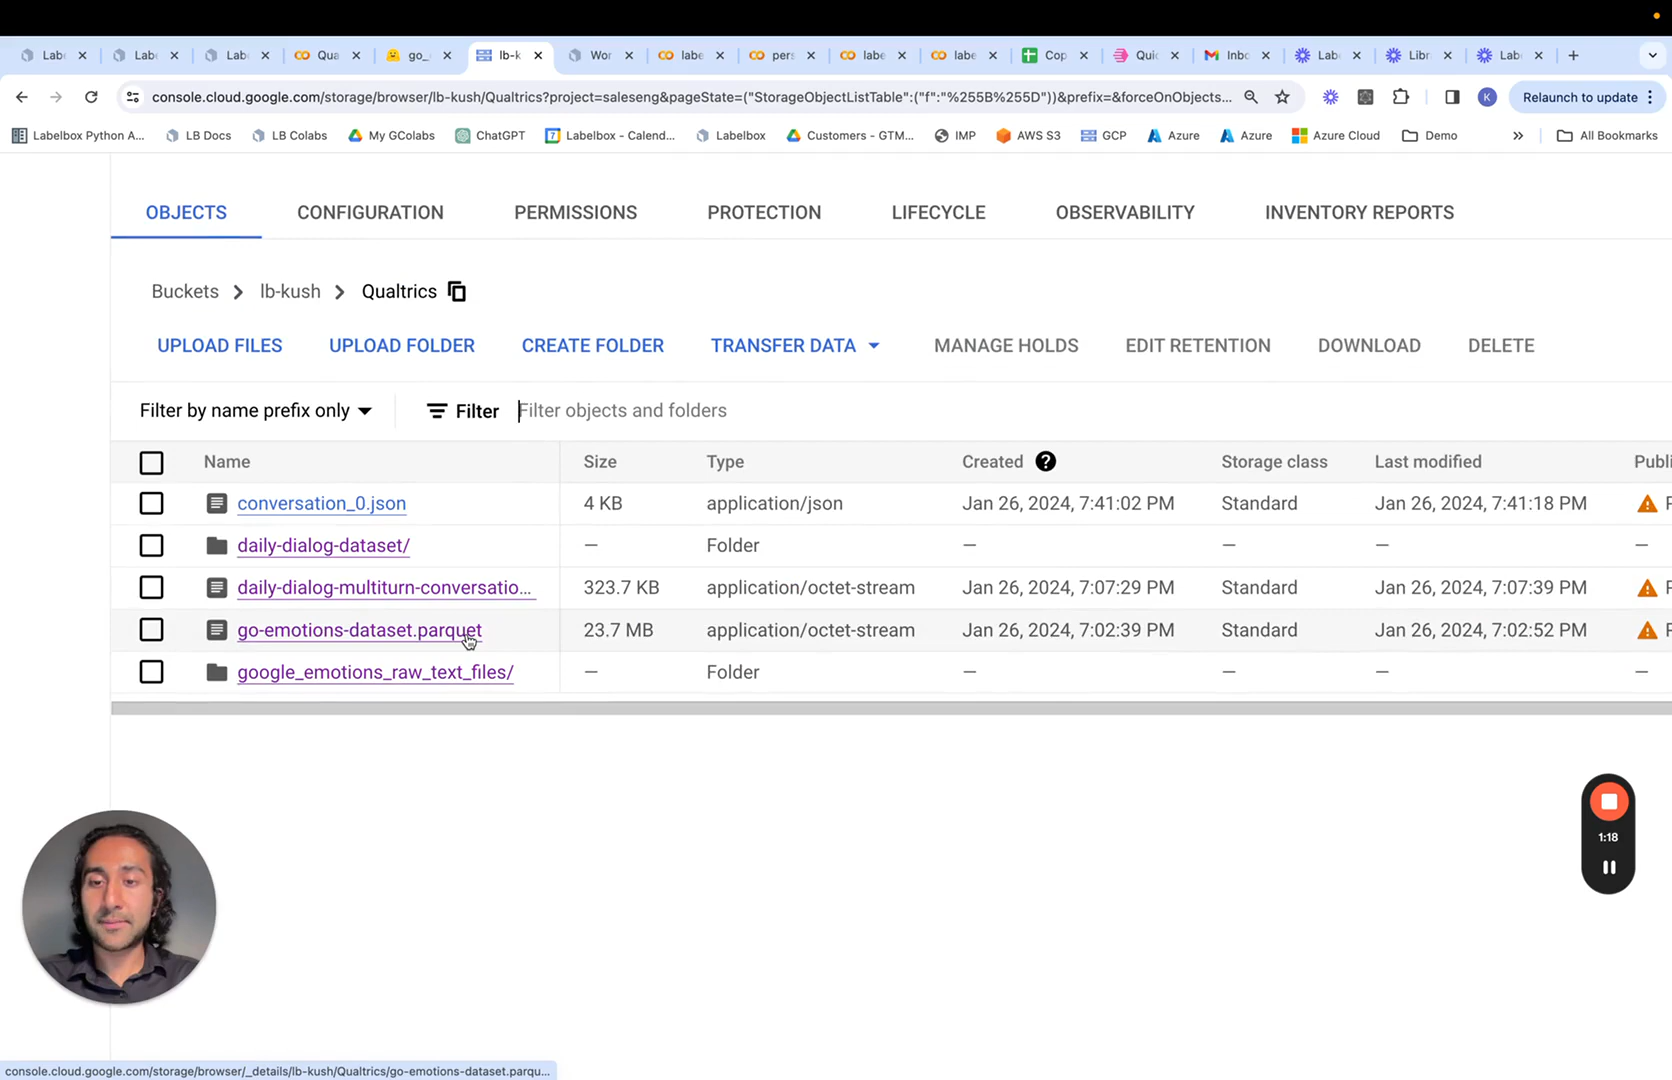 Labe
Labe
Labe
Qua
go_
lb-k
Wor
labe
pers
labe
labe
Cop
Quic
Inbo
Labe
Libr
Labe
console.cloud.google.com/storage/browser/lb-kush/Qualtrics?project=saleseng&pageState=("StorageObjectListTable":("f":"%255B%255D"))&prefix=&forceOnObjects...
K
Relaunch to update
Labelbox Python A...
LB Docs
LB Colabs
My GColabs
ChatGPT
Labelbox - Calend...
Labelbox
Customers - GTM...
IMP
AWS S3
GCP
Azure
Azure
Azure Cloud
Demo
All Bookmarks
OBJECTS CONFIGURATION PERMISSIONS PROTECTION LIFECYCLE OBSERVABILITY INVENTORY REPORTS
Buckets > lb-kush > Qualtrics
UPLOAD FILES UPLOAD FOLDER CREATE FOLDER TRANSFER DATA MANAGE HOLDS EDIT RETENTION DOWNLOAD DELETE
Filter by name prefix only Filter Filter objects and folders
Name Size Type Created ? Storage class Last modified Publi
conversation_0.json 4 KB application/json Jan 26, 2024, 7:41:02 PM Standard Jan 26, 2024, 7:41:18 PM
daily-dialog-dataset/ — Folder — — — —
daily-dialog-multiturn-conversatio... 323.7 KB application/octet-stream Jan 26, 2024, 7:07:29 PM Standard Jan 26, 2024, 7:07:39 PM
go-emotions-dataset.parquet 23.7 MB application/octet-stream Jan 26, 2024, 7:02:39 PM Standard Jan 26, 2024, 7:02:52 PM
google_emotions_raw_text_files/ — Folder — — — —
1:18
console.cloud.google.com/storage/browser/_details/lb-kush/Qualtrics/go-emotions-dataset.parqu...